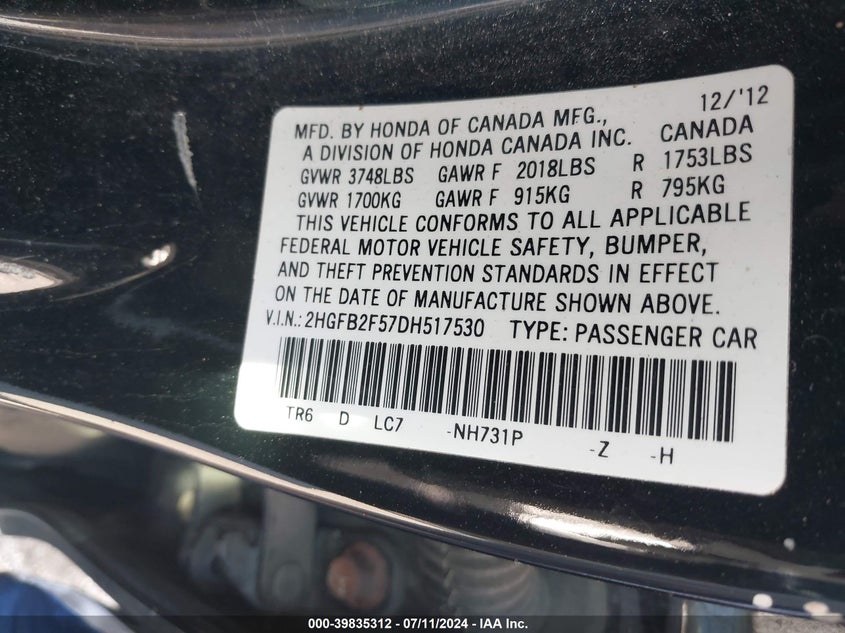 12/'12
MFD. BY HONDA OF CANADA MFG.,
A DIVISION OF HONDA CANADA INC. CANADA
GVWR 3748LBS GAWR F 2018LBS R 1753LBS
GVWR 1700KG GAWR F 915KG R 795KG
THIS VEHICLE CONFORMS TO ALL APPLICABLE
FEDERAL MOTOR VEHICLE SAFETY, BUMPER,
AND THEFT PREVENTION STANDARDS IN EFFECT
ON THE DATE OF MANUFACTURE SHOWN ABOVE.
V.I.N.: 2HGFB2F57DH517530 TYPE: PASSENGER CAR
TR6 D LC7 -NH731P -Z -H
000-39835312 - 07/11/2024 - IAA Inc.